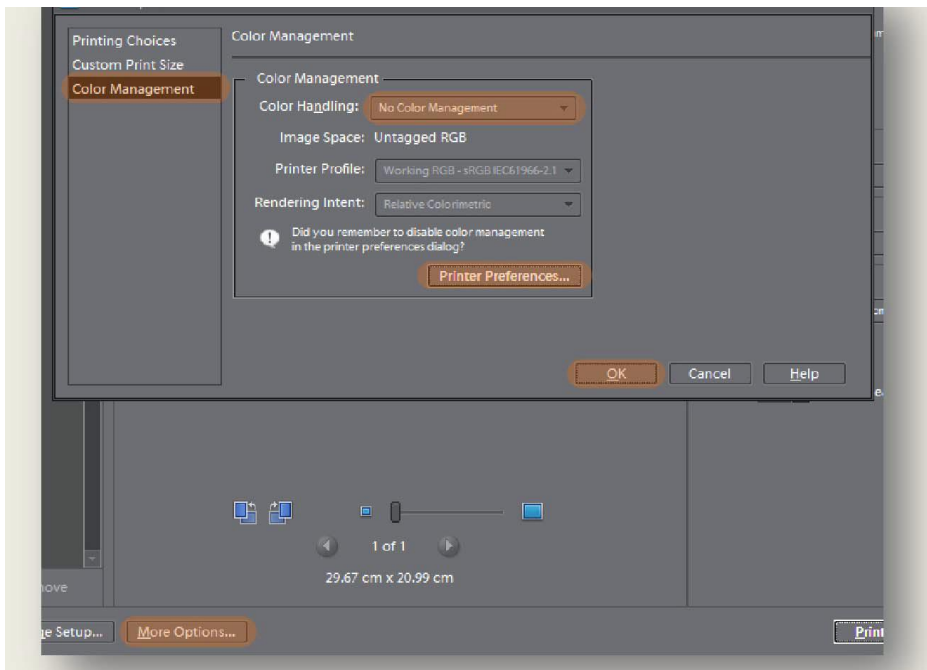 Printing Choices
Custom Print Size
Color Management
Color Management
Color Management
Color Handling: No Color Management
Image Space: Untagged RGB
Printer Profile: Working RGB - sRGB IEC61966-2.1
Rendering Intent: Relative Colorimetric
Did you remember to disable color management
in the printer preferences dialog?
Printer Preferences...
OK Cancel Help
1 of 1
29.67 cm x 20.99 cm
Setup... More Options... Print